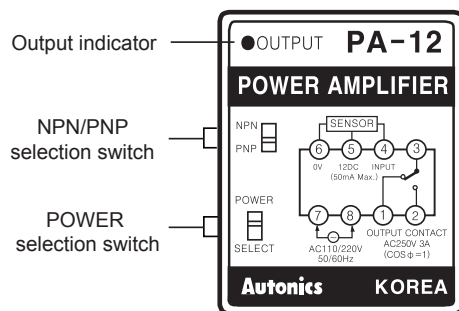 Output indicator
OUTPUT PA-12
POWER AMPLIFIER
NPN/PNP
selection switch
NPN
PNP
SENSOR
6 5 4 3
0V 12DC INPUT
(50mA Max.)
POWER
selection switch
POWER
SELECT
7 8 1 2
AC110/220V
50/60Hz
OUTPUT CONTACT
AC250V 3A
(COSϕ=1)
Autonics KOREA